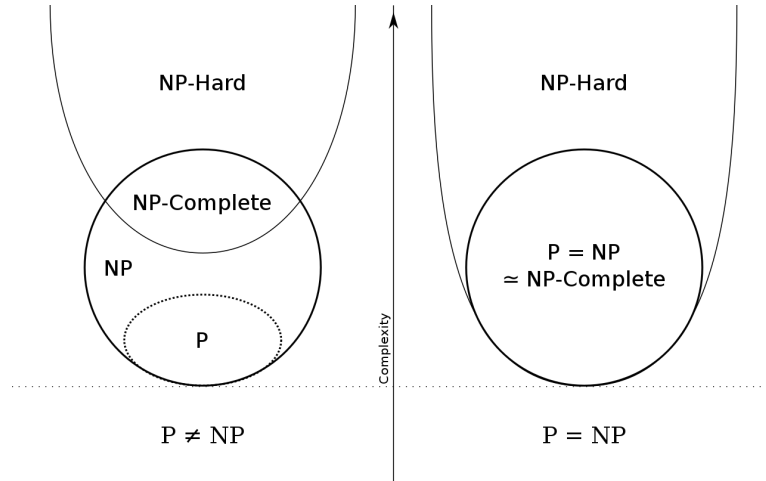 NP-Hard
NP-Complete
NP
P
P ≠ NP
Complexity
NP-Hard
P = NP
≃ NP-Complete
P = NP